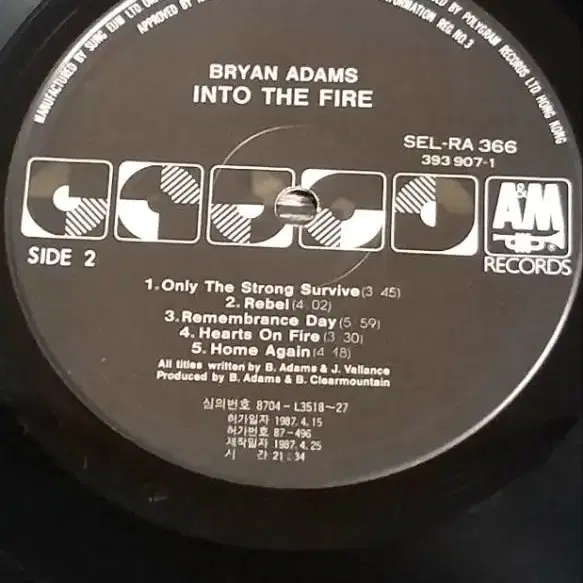 MANUFACTURED BY SUNG EUM LTD
APPROVED BY
FORMATION REG. NO 3
BY POLYGRAM RECORDS LTD HONG KONG
BRYAN ADAMS
INTO THE FIRE
SEL-RA 366
393 907-1
A&M
RECORDS
SIDE 2
1. Only The Strong Survive (3 45)
2. Rebel (4 02)
3. Remembrance Day (5 59)
4. Hearts On Fire (3 30)
5. Home Again (4 18)
All titles written by B. Adams & J. Vallance
Produced by B. Adams & B. Clearmountain
심의번호 8704-L3518~27
허가일자 1987.4.15
허가번호 87-496
제작일자 1987.4.25
시 간 21:34